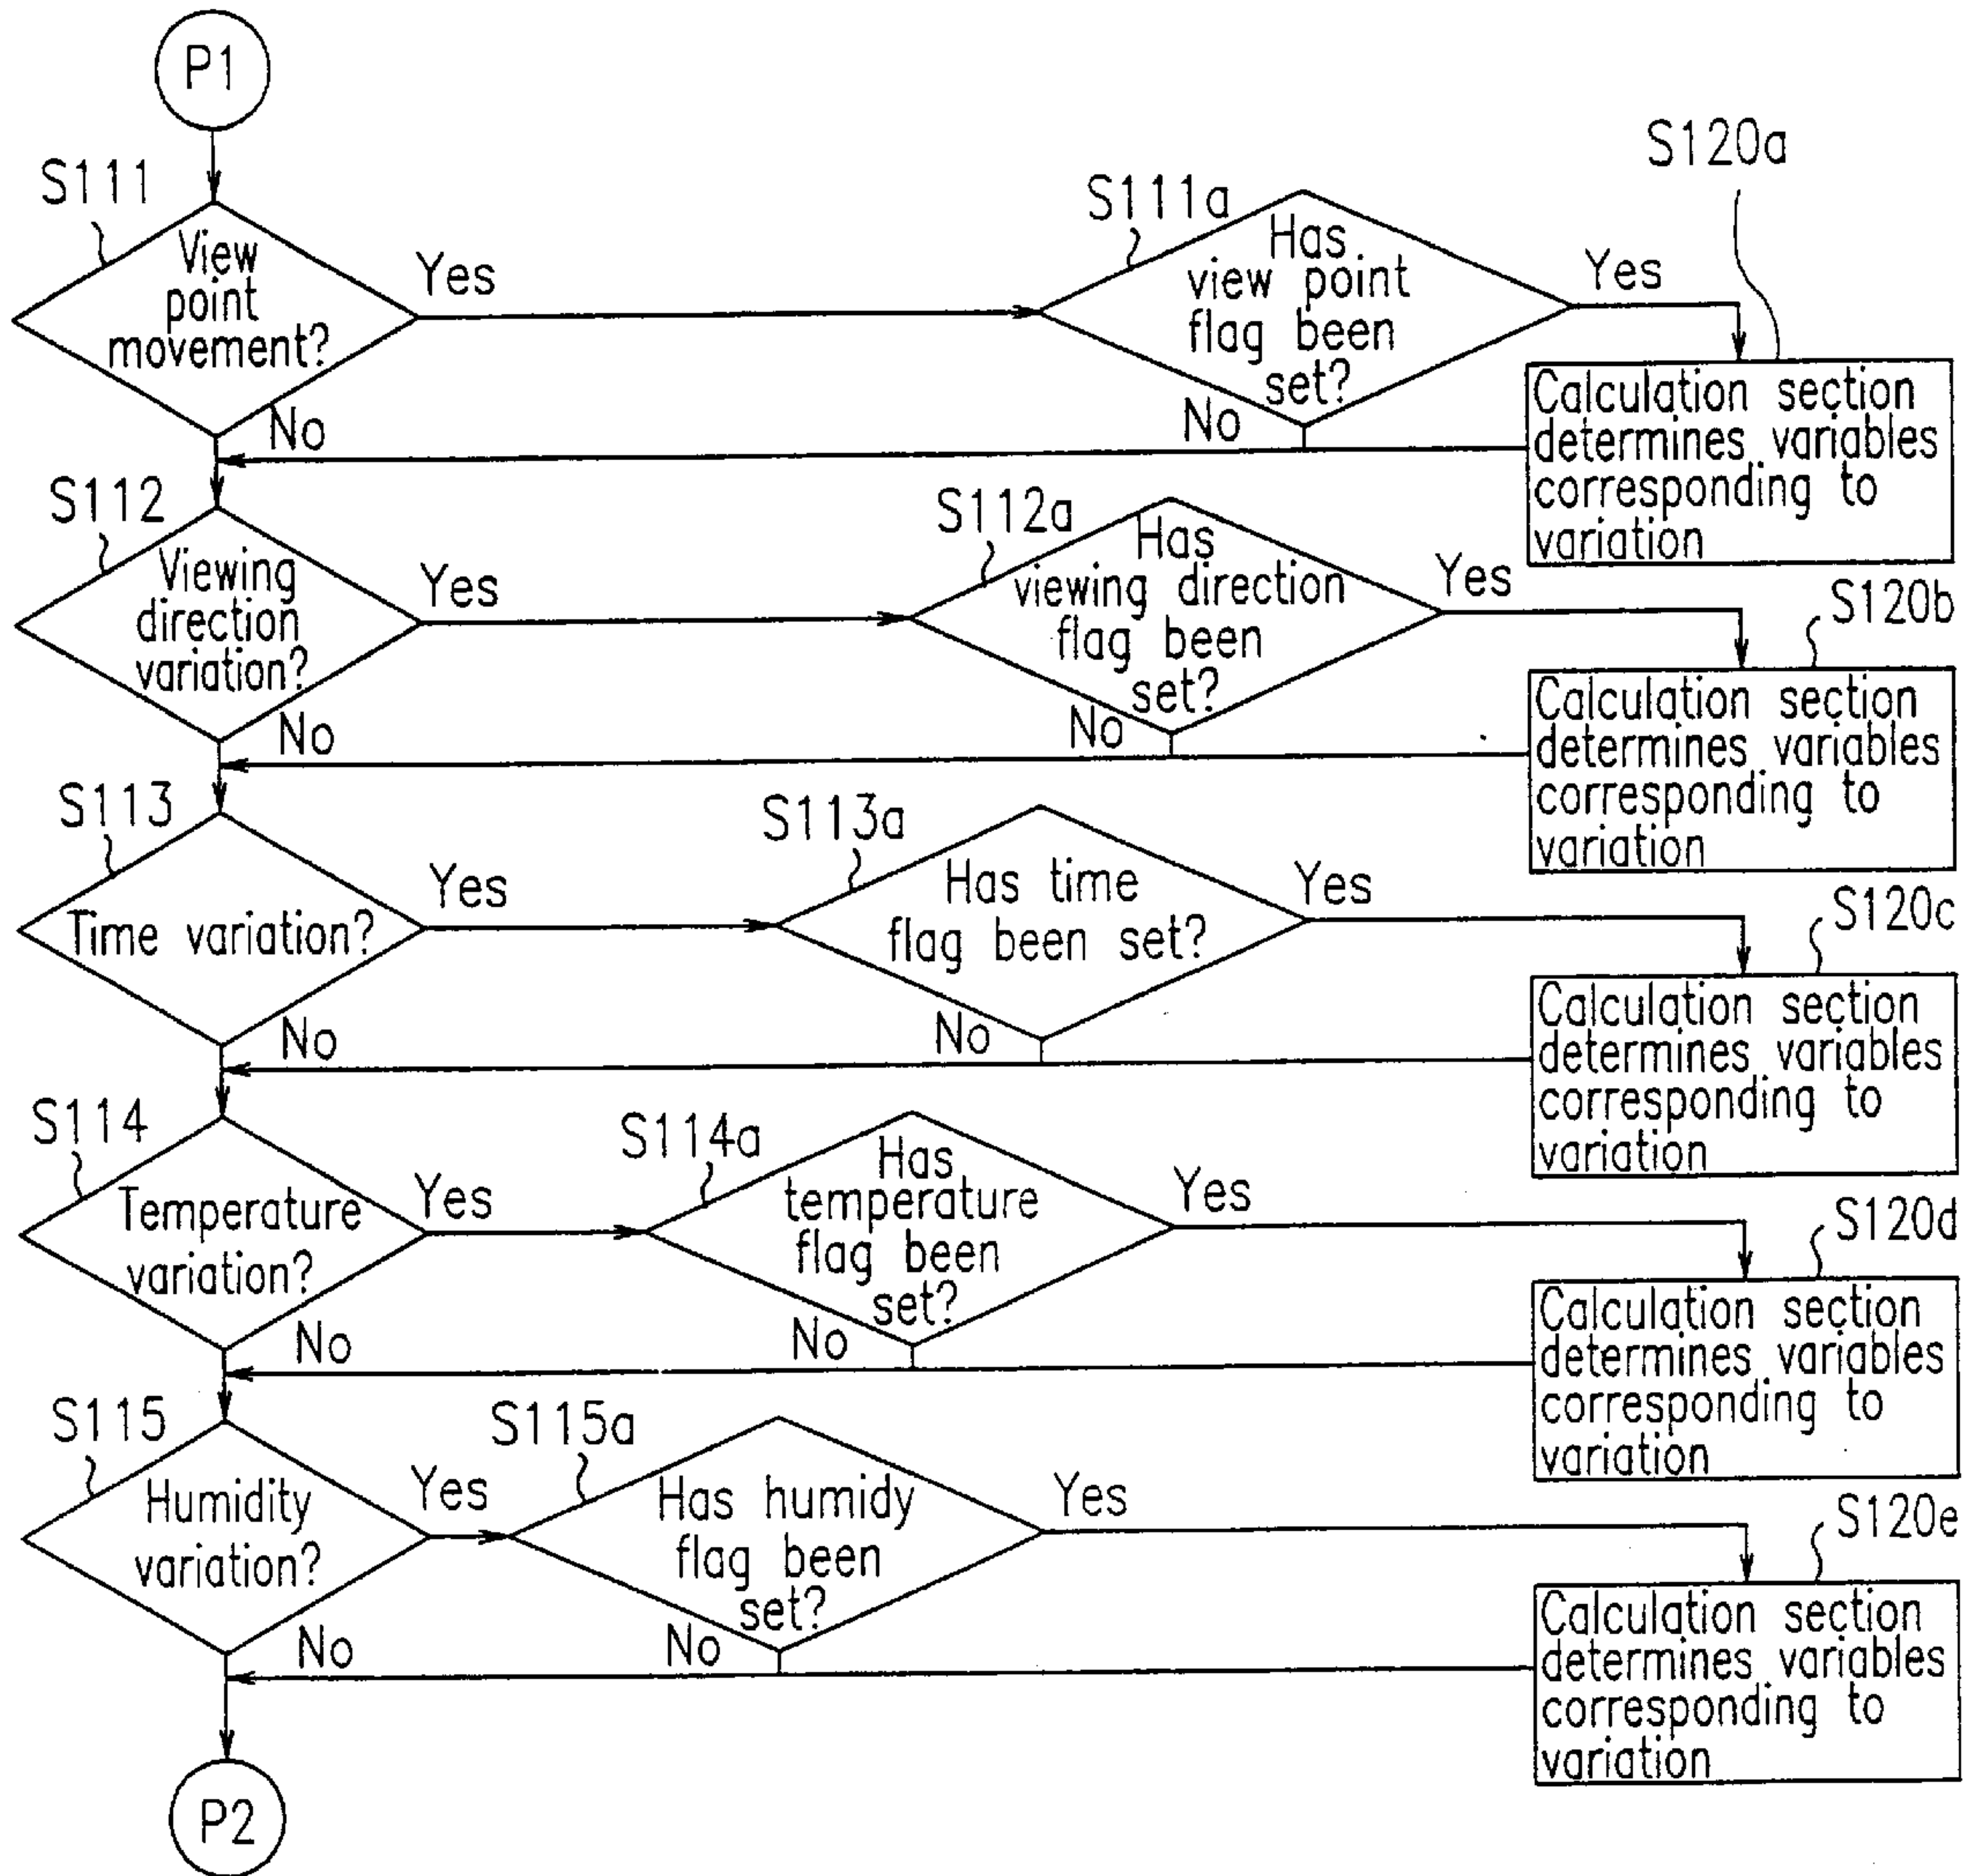 P1
S111
View
point
movement?
Yes
No
S111a
Has
view point
flag been
set?
Yes
No
S120a
Calculation section
determines variables
corresponding to
variation
S112
Viewing
direction
variation?
Yes
No
S112a
Has
viewing direction
flag been
set?
Yes
No
S120b
Calculation section
determines variables
corresponding to
variation
S113
Time variation?
Yes
No
S113a
Has time
flag been set?
Yes
No
S120c
Calculation section
determines variables
corresponding to
variation
S114
Temperature
variation?
Yes
No
S114a
Has
temperature
flag been
set?
Yes
No
S120d
Calculation section
determines variables
corresponding to
variation
S115
Humidity
variation?
Yes
No
S115a
Has humidy
flag been
set?
Yes
No
S120e
Calculation section
determines variables
corresponding to
variation
P2